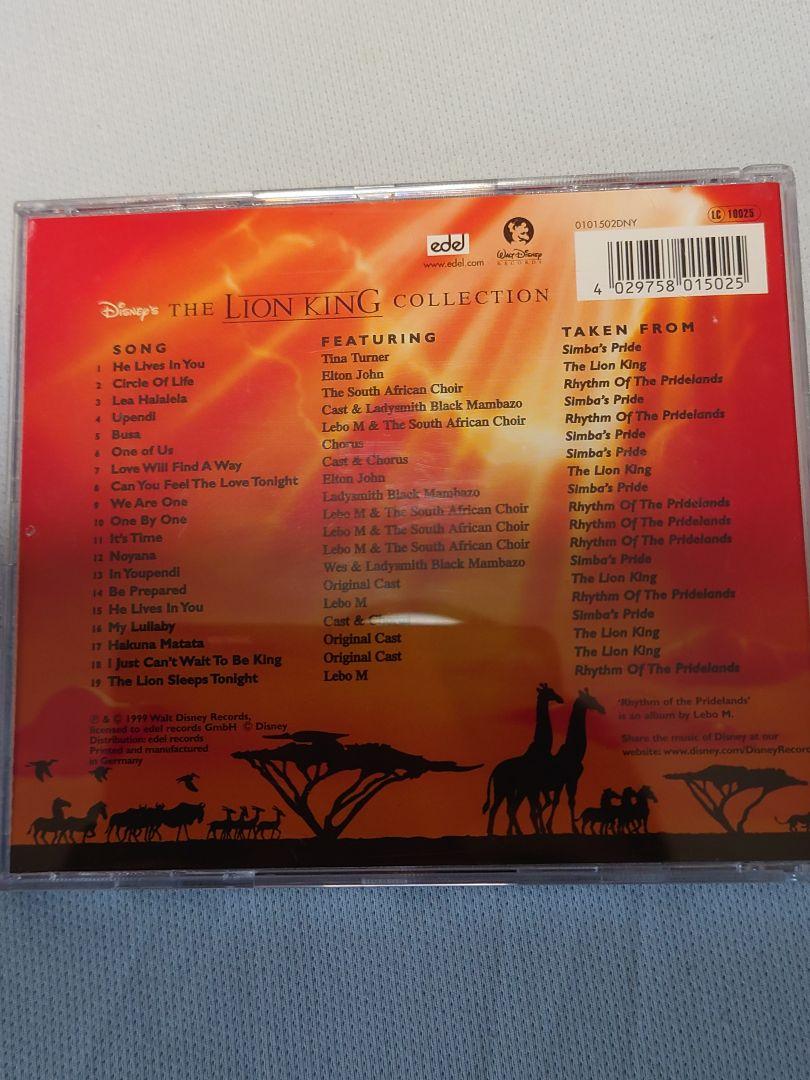 LC 10025
0101502DNY
edel
www.edel.com
Walt Disney
RECORDS
4 029758 015025
Disney's THE LION KING COLLECTION
SONG FEATURING TAKEN FROM
1 He Lives In You Tina Turner Simba's Pride
2 Circle Of Life Elton John The Lion King
3 Lea Halalela The South African Choir Rhythm Of The Pridelands
4 Upendi Cast & Ladysmith Black Mambazo Simba's Pride
5 Busa Lebo M & The South African Choir Rhythm Of The Pridelands
6 One of Us Chorus Simba's Pride
7 Love Will Find A Way Cast & Chorus Simba's Pride
8 Can You Feel The Love Tonight Elton John The Lion King
9 We Are One Ladysmith Black Mambazo Simba's Pride
10 One By One Lebo M & The South African Choir Rhythm Of The Pridelands
11 It's Time Lebo M & The South African Choir Rhythm Of The Pridelands
12 Noyana Lebo M & The South African Choir Rhythm Of The Pridelands
13 In Youpendi Wes & Ladysmith Black Mambazo Simba's Pride
14 Be Prepared Original Cast The Lion King
15 He Lives In You Lebo M Rhythm Of The Pridelands
16 My Lullaby Cast & Simba's Pride
17 Hakuna Matata Original Cast The Lion King
18 I Just Can't Wait To Be King Original Cast The Lion King
19 The Lion Sleeps Tonight Lebo M Rhythm Of The Pridelands
℗ & © 1999 Walt Disney Records,
licensed to edel records GmbH © Disney
Distribution: edel records
Printed and manufactured
in Germany
'Rhythm of the Pridelands'
is an album by Lebo M.
Share the music of Disney at our
website: www.disney.com/DisneyRecor